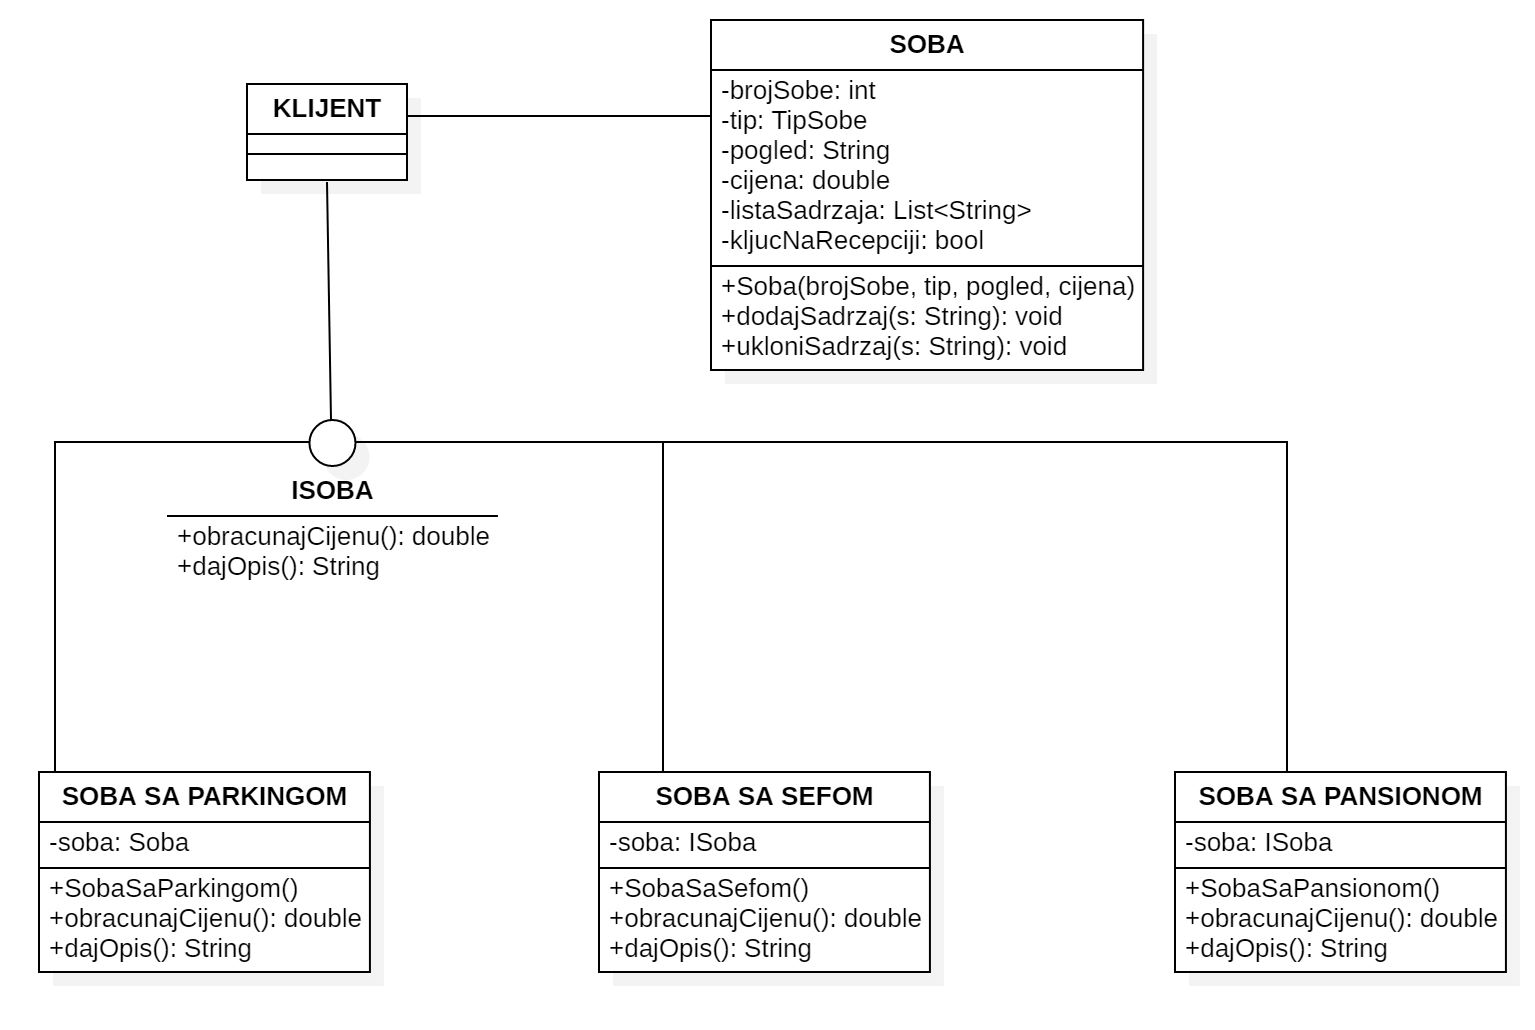 KLIJENT
SOBA
-brojSobe: int
-tip: TipSobe
-pogled: String
-cijena: double
-listaSadrzaja: List<String>
-kljucNaRecepciji: bool
+Soba(brojSobe, tip, pogled, cijena)
+dodajSadrzaj(s: String): void
+ukloniSadrzaj(s: String): void
ISOBA
+obracunajCijenu(): double
+dajOpis(): String
SOBA SA PARKINGOM
-soba: Soba
+SobaSaParkingom()
+obracunajCijenu(): double
+dajOpis(): String
SOBA SA SEFOM
-soba: ISoba
+SobaSaSefom()
+obracunajCijenu(): double
+dajOpis(): String
SOBA SA PANSIONOM
-soba: ISoba
+SobaSaPansionom()
+obracunajCijenu(): double
+dajOpis(): String